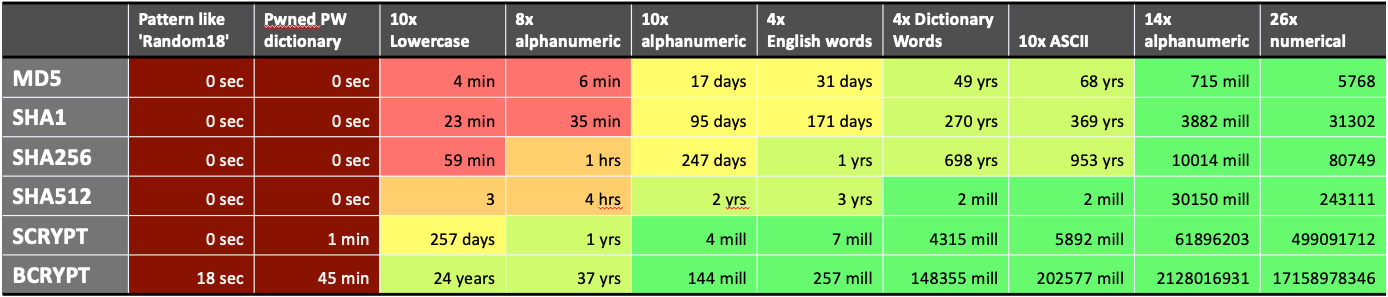 Pattern like 'Random18' Pwned PW dictionary 10x Lowercase 8x alphanumeric 10x alphanumeric 4x English words 4x Dictionary Words 10x ASCII 14x alphanumeric 26x numerical
MD5 0 sec 0 sec 4 min 6 min 17 days 31 days 49 yrs 68 yrs 715 mill 5768
SHA1 0 sec 0 sec 23 min 35 min 95 days 171 days 270 yrs 369 yrs 3882 mill 31302
SHA256 0 sec 0 sec 59 min 1 hrs 247 days 1 yrs 698 yrs 953 yrs 10014 mill 80749
SHA512 0 sec 0 sec 3 4 hrs 2 yrs 3 yrs 2 mill 2 mill 30150 mill 243111
SCRYPT 0 sec 1 min 257 days 1 yrs 4 mill 7 mill 4315 mill 5892 mill 61896203 499091712
BCRYPT 18 sec 45 min 24 years 37 yrs 144 mill 257 mill 148355 mill 202577 mill 2128016931 17158978346